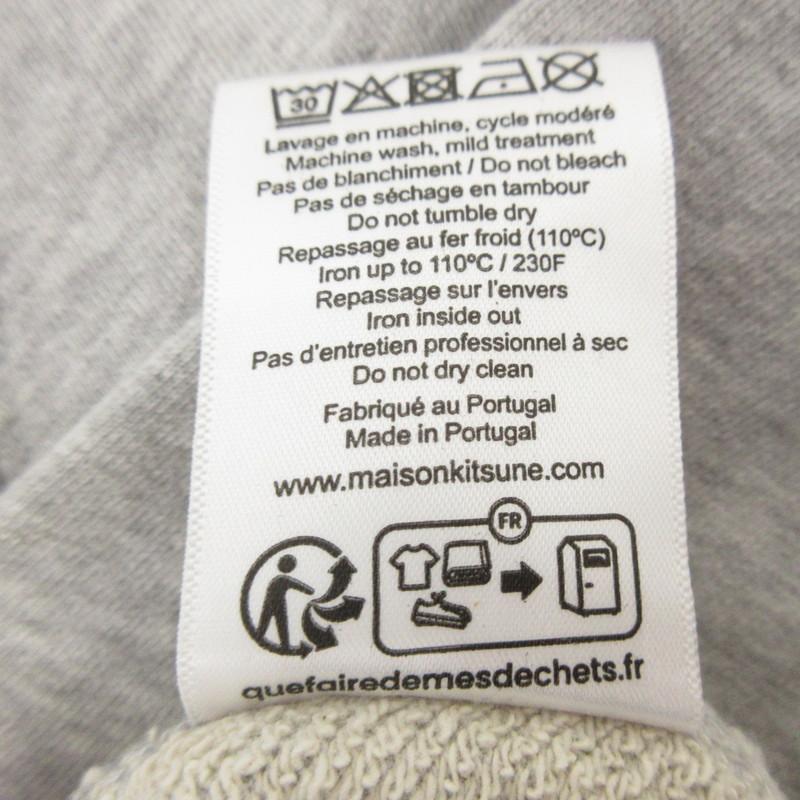 30
Lavage en machine, cycle modéré
Machine wash, mild treatment
Pas de blanchiment / Do not bleach
Pas de séchage en tambour
Do not tumble dry
Repassage au fer froid (110ºC)
Iron up to 110ºC / 230F
Repassage sur l'envers
Iron inside out
Pas d'entretien professionnel à sec
Do not dry clean
Fabriqué au Portugal
Made in Portugal
www.maisonkitsune.com
FR
quefairedemesdechets.fr